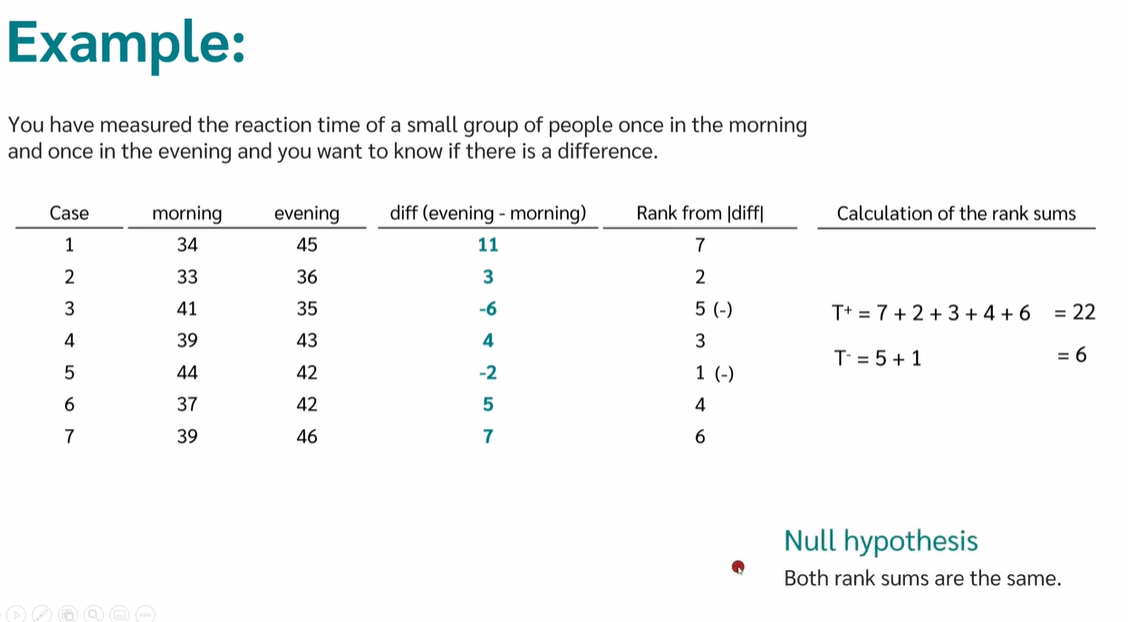 Example:
You have measured the reaction time of a small group of people once in the morning
and once in the evening and you want to know if there is a difference.
Case morning evening diff (evening - morning) Rank from |diff| Calculation of the rank sums
1 34 45 11 7
2 33 36 3 2
3 41 35 -6 5 (-) T+ = 7 + 2 + 3 + 4 + 6 = 22
4 39 43 4 3
T- = 5 + 1 = 6
5 44 42 -2 1 (-)
6 37 42 5 4
7 39 46 7 6
Null hypothesis
Both rank sums are the same.